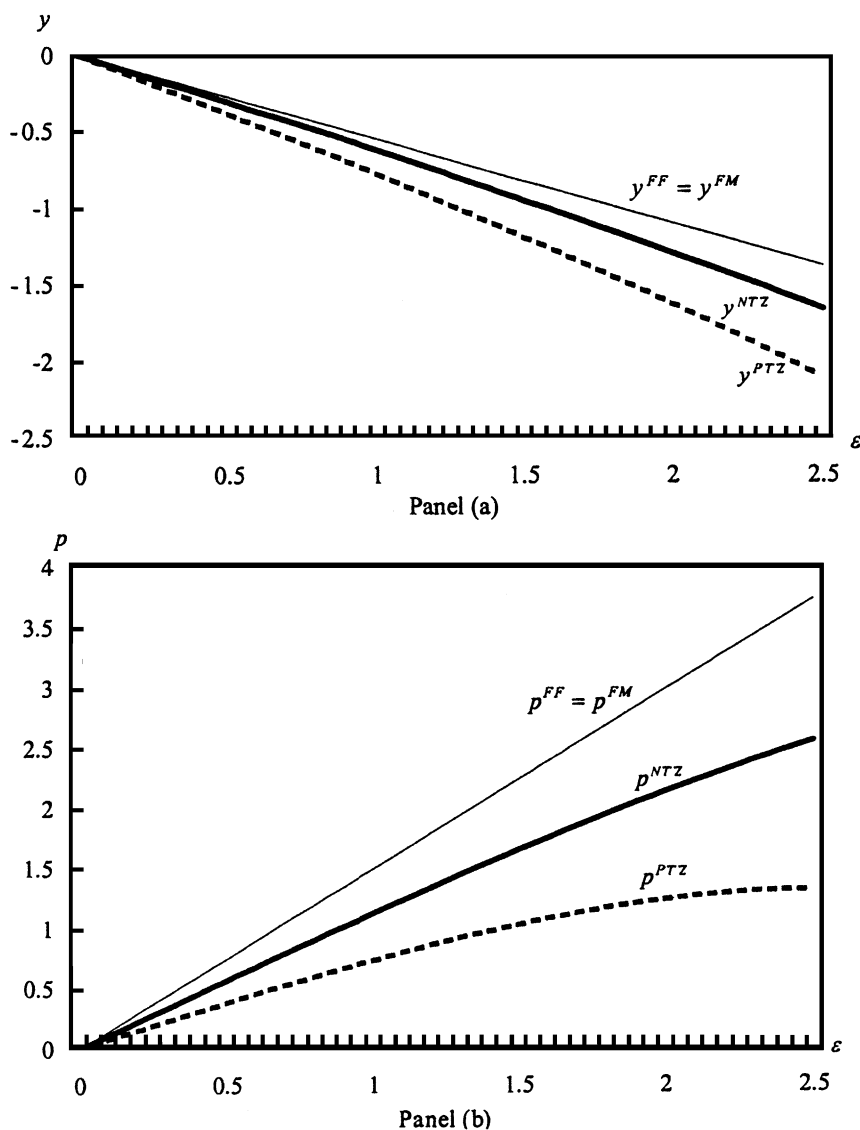 y
0
-0.5
-1
-1.5
-2
-2.5
y^FF = y^FM
y^NTZ
y^PTZ
ε
0 0.5 1 1.5 2 2.5
Panel (a)
p
4
3.5
3
2.5
2
1.5
1
0.5
0
p^FF = p^FM
p^NTZ
p^PTZ
ε
0 0.5 1 1.5 2 2.5
Panel (b)